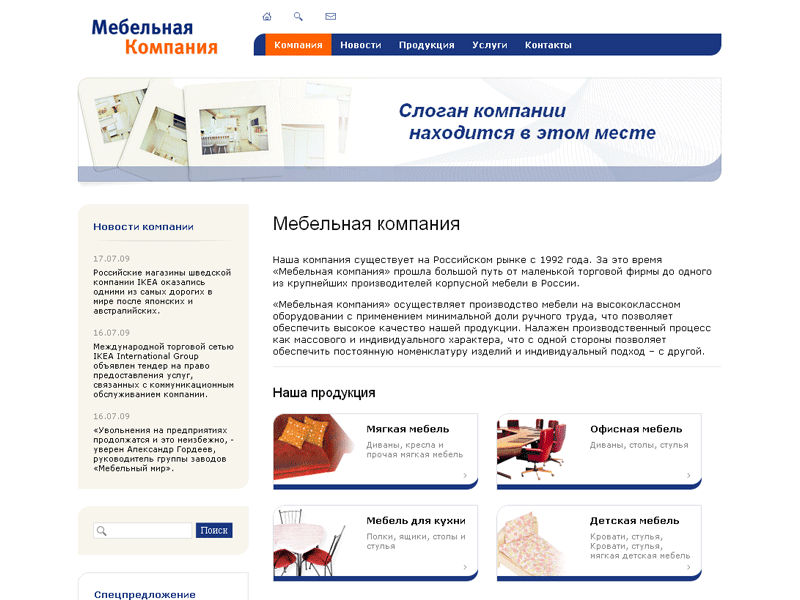 Мебельная
Компания
Компания Новости Продукция Услуги Контакты
Слоган компании
находится в этом месте
Новости компании
17.07.09
Российские магазины шведской
компании IKEA оказались
одними из самых дорогих в
мире после японских и
австралийских.
16.07.09
Международной торговой сетью
IKEA International Group
объявлен тендер на право
предоставления услуг,
связанных с коммуникационным
обслуживанием компании.
16.07.09
«Увольнения на предприятиях
продолжатся и это неизбежно, -
уверен Александр Гордеев,
руководитель группы заводов
«Мебельный мир».
Поиск
Спецпредложение
Мебельная компания
Наша компания существует на Российском рынке с 1992 года. За это время
«Мебельная компания» прошла большой путь от маленькой торговой фирмы до одного
из крупнейших производителей корпусной мебели в России.
«Мебельная компания» осуществляет производство мебели на высококлассном
оборудовании с применением минимальной доли ручного труда, что позволяет
обеспечить высокое качество нашей продукции. Налажен производственный процесс
как массового и индивидуального характера, что с одной стороны позволяет
обеспечить постоянную номенклатуру изделий и индивидуальный подход – с другой.
Наша продукция
Мягкая мебель
Диваны, кресла и
прочая мягкая мебель
Офисная мебель
Диваны, столы, стулья
Мебель для кухни
Полки, ящики, столы и
стулья
Детская мебель
Кровати, стулья,
Кровати, стулья,
мягкая детская мебель